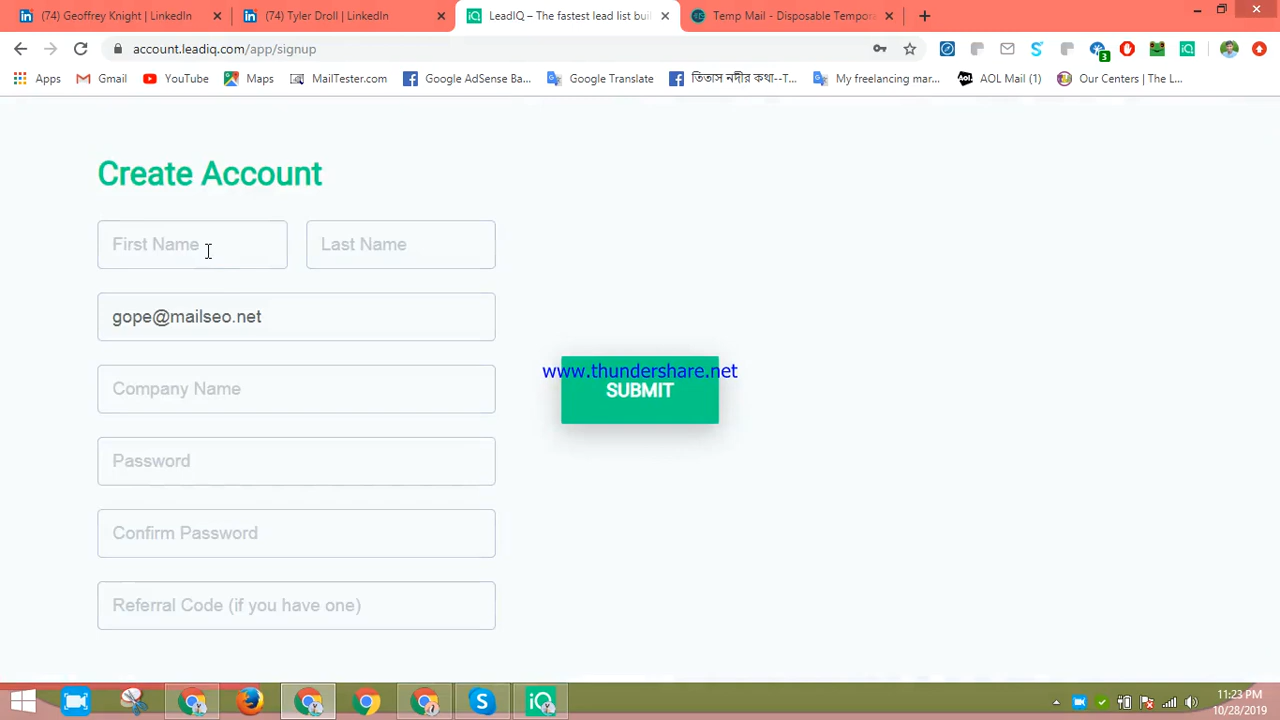 (74) Geoffrey Knight | LinkedIn
(74) Tyler Droll | LinkedIn
LeadIQ – The fastest lead list bui
Temp Mail - Disposable Tempora
account.leadiq.com/app/signup
3
Apps
Gmail
YouTube
Maps
MailTester.com
Google AdSense Ba...
Google Translate
তিতাস নদীর কথা--T...
My freelancing mar...
AOL Mail (1)
Our Centers | The L...
Create Account
First Name
Last Name
gope@mailseo.net
Company Name
www.thundershare.net
SUBMIT
Password
Confirm Password
Referral Code (if you have one)
11:23 PM
10/28/2019